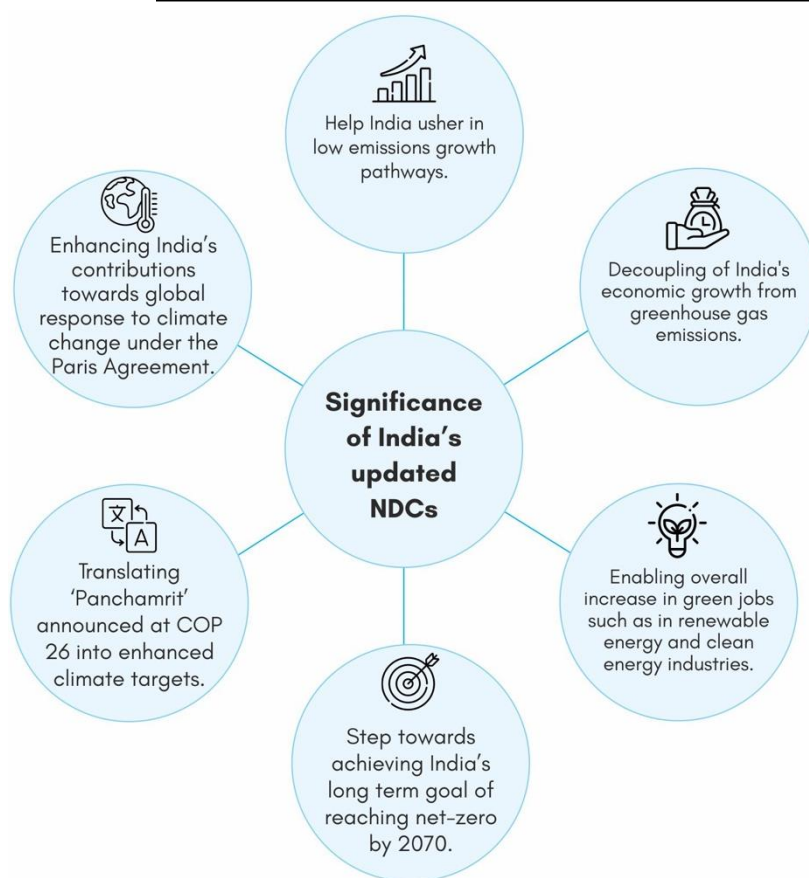 Help India usher in
low emissions growth
pathways.
Enhancing India's
contributions
towards global
response to climate
change under the
Paris Agreement.
Decoupling of India's
economic growth from
greenhouse gas
emissions.
Significance
of India's
updated
NDCs
文
A
Translating
‘Panchamrit’
announced at COP
26 into enhanced
climate targets.
Enabling overall
increase in green jobs
such as in renewable
energy and clean
energy industries.
Step towards
achieving India's
long term goal of
reaching net-zero
by 2070.